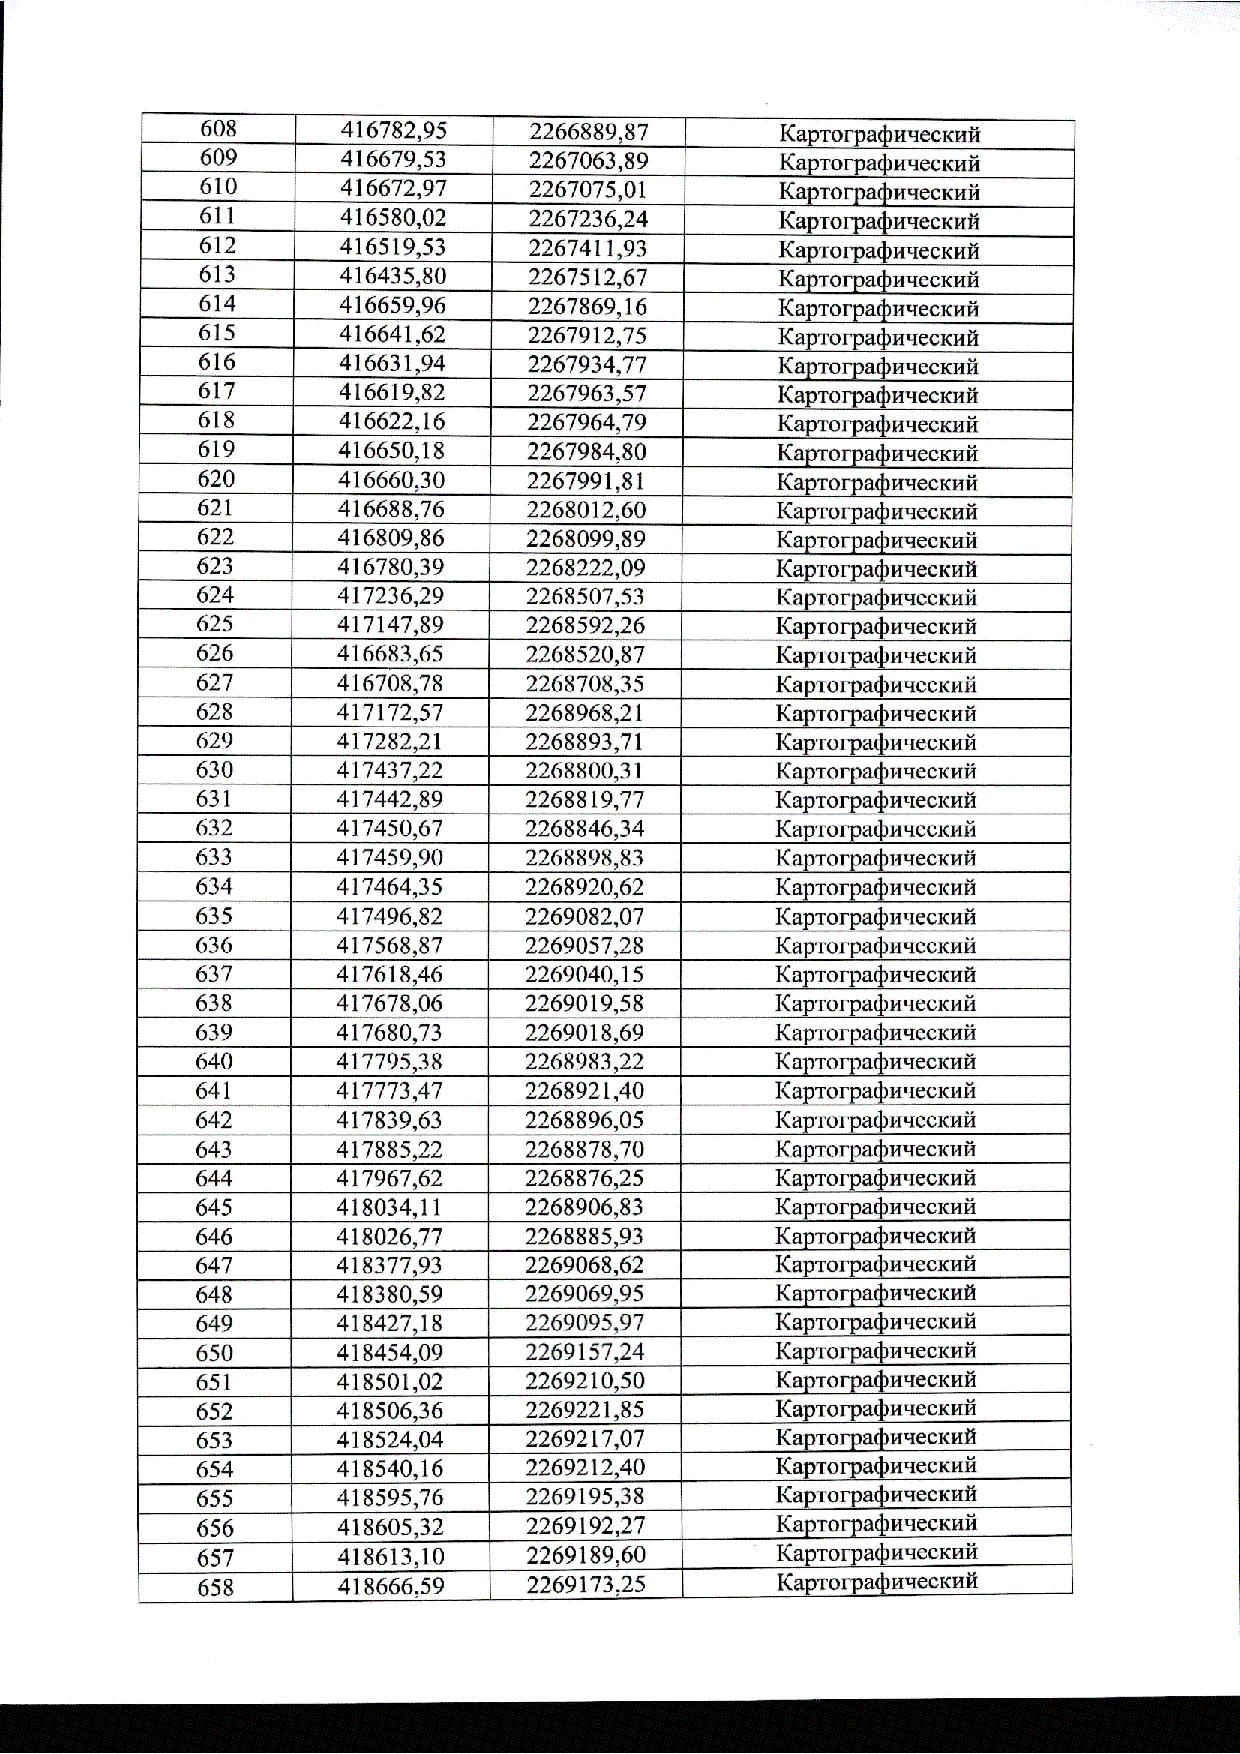 608 416782,95 2266889,87 Картографический
609 416679,53 2267063,89 Картографический
610 416672,97 2267075,01 Картографический
611 416580,02 2267236,24 Картографический
612 416519,53 2267411,93 Картографический
613 416435,80 2267512,67 Картографический
614 416659,96 2267869,16 Картографический
615 416641,62 2267912,75 Картографический
616 416631,94 2267934,77 Картографический
617 416619,82 2267963,57 Картографический
618 416622,16 2267964,79 Картографический
619 416650,18 2267984,80 Картографический
620 416660,30 2267991,81 Картографический
621 416688,76 2268012,60 Картографический
622 416809,86 2268099,89 Картографический
623 416780,39 2268222,09 Картографический
624 417236,29 2268507,53 Картографический
625 417147,89 2268592,26 Картографический
626 416683,65 2268520,87 Картографический
627 416708,78 2268708,35 Картографический
628 417172,57 2268968,21 Картографический
629 417282,21 2268893,71 Картографический
630 417437,22 2268800,31 Картографический
631 417442,89 2268819,77 Картографический
632 417450,67 2268846,34 Картографический
633 417459,90 2268898,83 Картографический
634 417464,35 2268920,62 Картографический
635 417496,82 2269082,07 Картографический
636 417568,87 2269057,28 Картографический
637 417618,46 2269040,15 Картографический
638 417678,06 2269019,58 Картографический
639 417680,73 2269018,69 Картографический
640 417795,38 2268983,22 Картографический
641 417773,47 2268921,40 Картографический
642 417839,63 2268896,05 Картографический
643 417885,22 2268878,70 Картографический
644 417967,62 2268876,25 Картографический
645 418034,11 2268906,83 Картографический
646 418026,77 2268885,93 Картографический
647 418377,93 2269068,62 Картографический
648 418380,59 2269069,95 Картографический
649 418427,18 2269095,97 Картографический
650 418454,09 2269157,24 Картографический
651 418501,02 2269210,50 Картографический
652 418506,36 2269221,85 Картографический
653 418524,04 2269217,07 Картографический
654 418540,16 2269212,40 Картографический
655 418595,76 2269195,38 Картографический
656 418605,32 2269192,27 Картографический
657 418613,10 2269189,60 Картографический
658 418666,59 2269173,25 Картографический